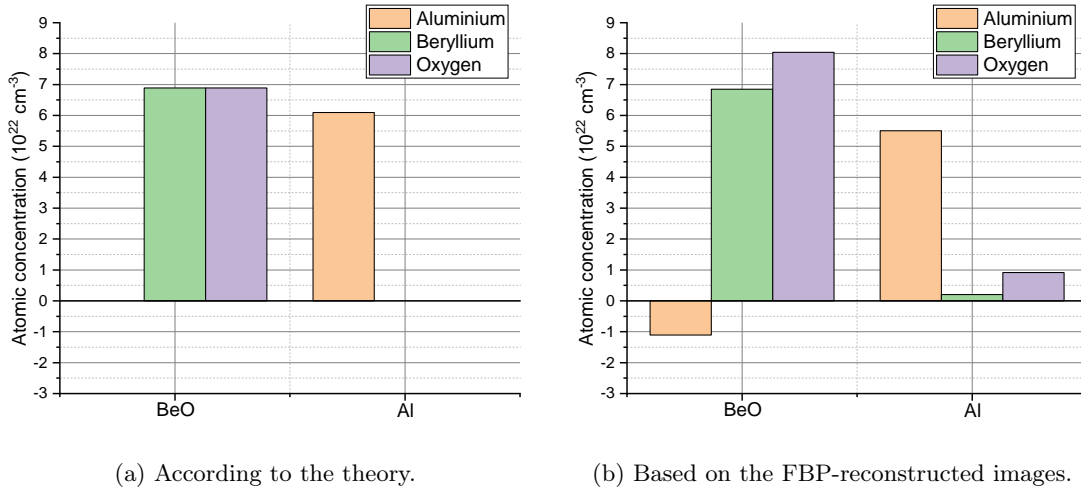 Atomic concentration (10²² cm⁻³)
9
8
7
6
5
4
3
2
1
0
-1
-2
-3
Aluminium
Beryllium
Oxygen
BeO
Al
(a) According to the theory.
Atomic concentration (10²² cm⁻³)
9
8
7
6
5
4
3
2
1
0
-1
-2
-3
Aluminium
Beryllium
Oxygen
BeO
Al
(b) Based on the FBP-reconstructed images.